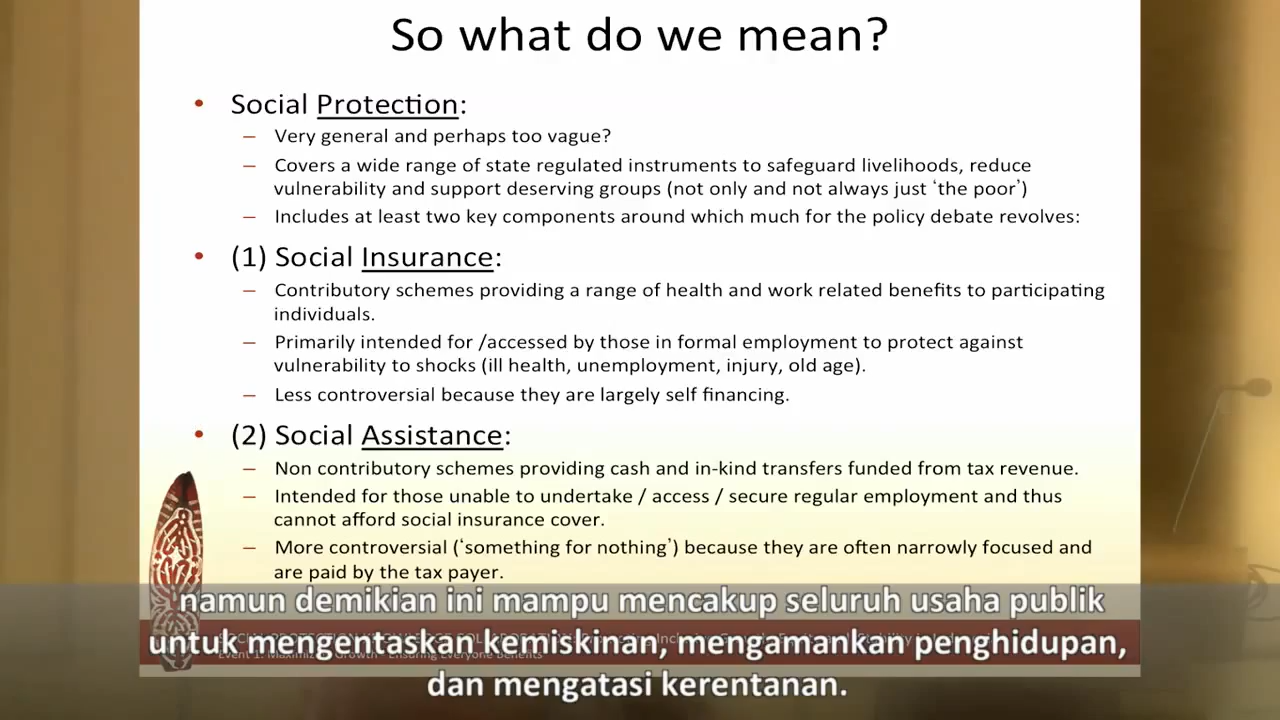 So what do we mean?
• Social Protection:
– Very general and perhaps too vague?
– Covers a wide range of state regulated instruments to safeguard livelihoods, reduce
vulnerability and support deserving groups (not only and not always just ‘the poor’)
– Includes at least two key components around which much for the policy debate revolves:
• (1) Social Insurance:
– Contributory schemes providing a range of health and work related benefits to participating
individuals.
– Primarily intended for /accessed by those in formal employment to protect against
vulnerability to shocks (ill health, unemployment, injury, old age).
– Less controversial because they are largely self financing.
• (2) Social Assistance:
– Non contributory schemes providing cash and in-kind transfers funded from tax revenue.
– Intended for those unable to undertake / access / secure regular employment and thus
cannot afford social insurance cover.
– More controversial (‘something for nothing’) because they are often narrowly focused and
are paid by the tax payer.
namun demikian ini mampu mencakup seluruh usaha publik
untuk mengentaskan kemiskinan, mengamankan penghidupan,
dan mengatasi kerentanan.
Event 1: Growth - Ensuring Everyone Benefits